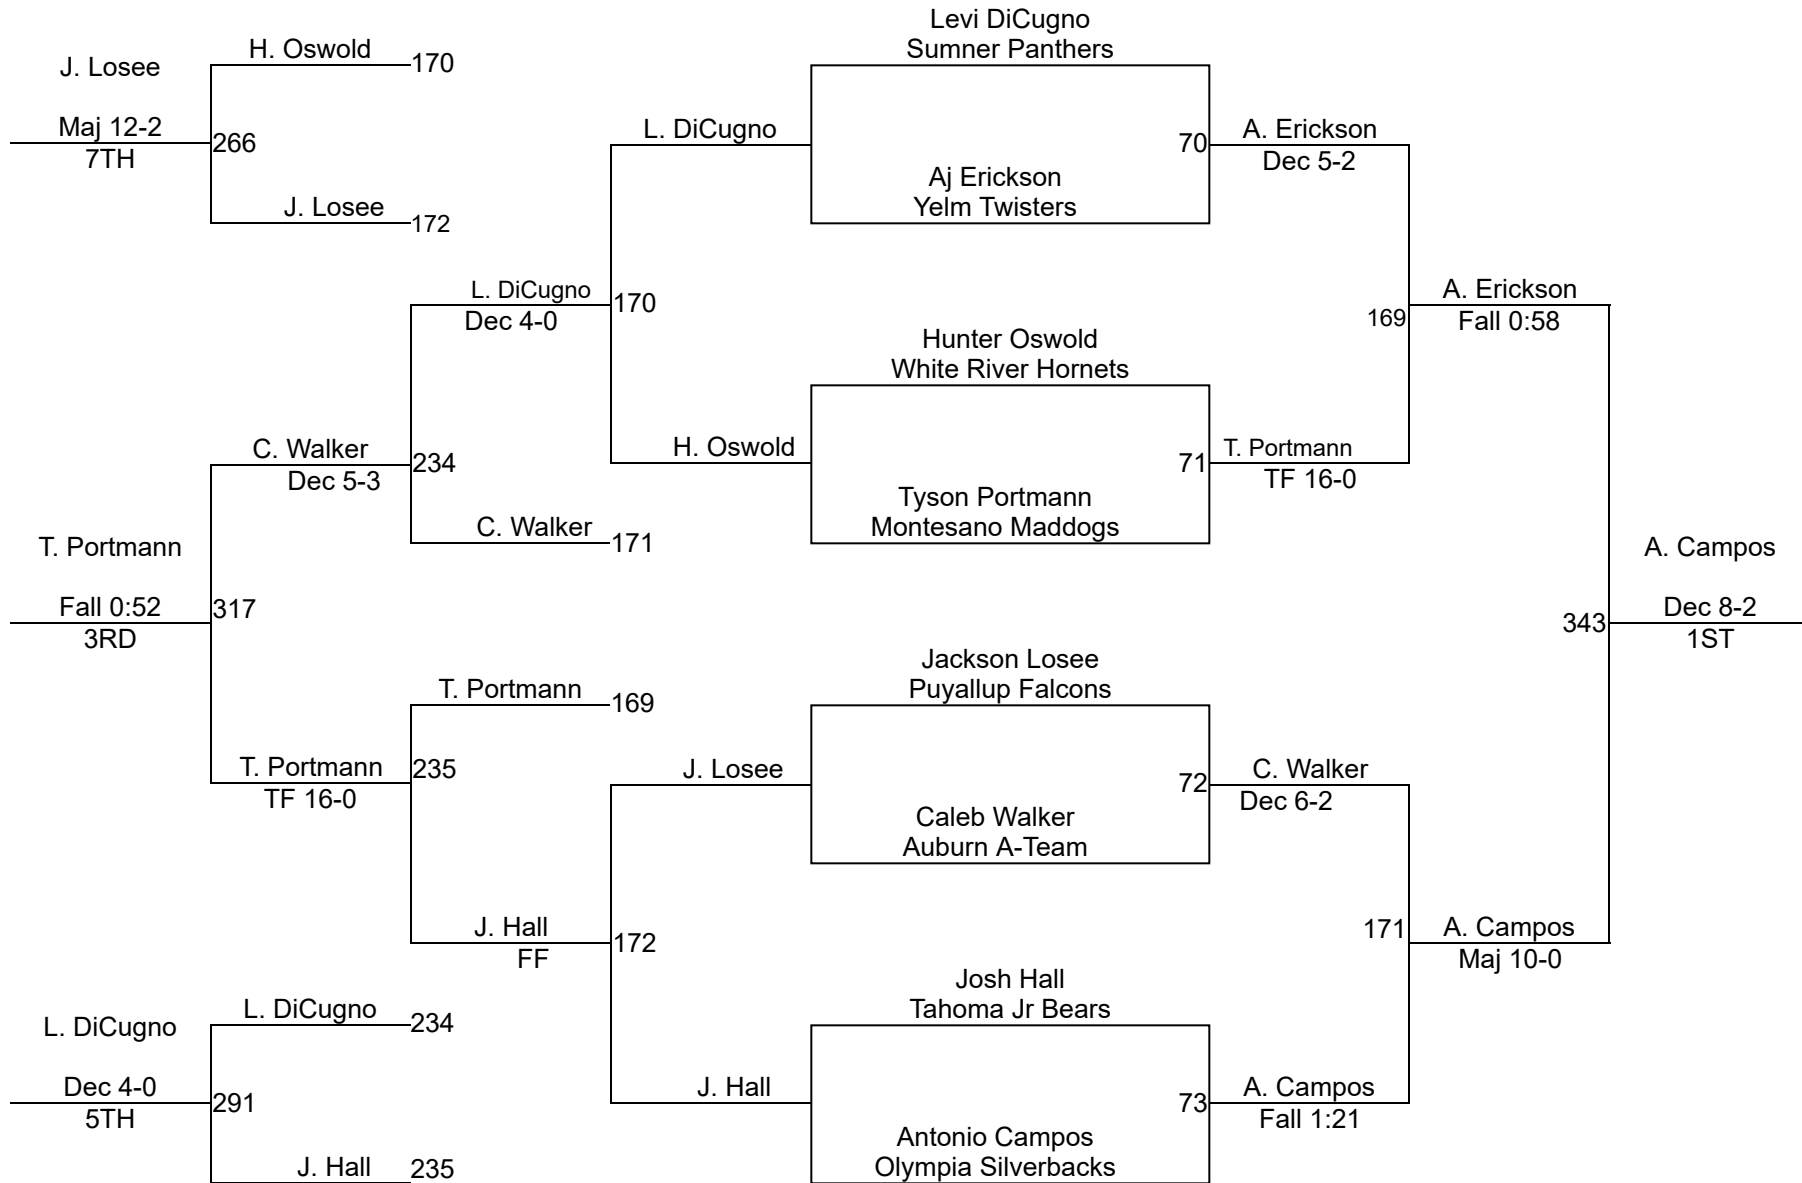 Levi DiCugno
Sumner Panthers
H. Oswold
170
J. Losee
Maj 12-2
7TH
266
L. DiCugno
70
A. Erickson
Dec 5-2
Aj Erickson
Yelm Twisters
J. Losee
172
L. DiCugno
Dec 4-0
170
A. Erickson
Fall 0:58
169
Hunter Oswold
White River Hornets
C. Walker
Dec 5-3
234
H. Oswold
71
T. Portmann
TF 16-0
Tyson Portmann
Montesano Maddogs
C. Walker
171
T. Portmann
Fall 0:52
3RD
317
A. Campos
Dec 8-2
1ST
343
Jackson Losee
Puyallup Falcons
T. Portmann
169
T. Portmann
TF 16-0
235
J. Losee
72
C. Walker
Dec 6-2
Caleb Walker
Auburn A-Team
J. Hall
FF
172
171
A. Campos
Maj 10-0
Josh Hall
Tahoma Jr Bears
L. DiCugno
234
L. DiCugno
Dec 4-0
5TH
291
J. Hall
73
A. Campos
Fall 1:21
Antonio Campos
Olympia Silverbacks
J. Hall
235